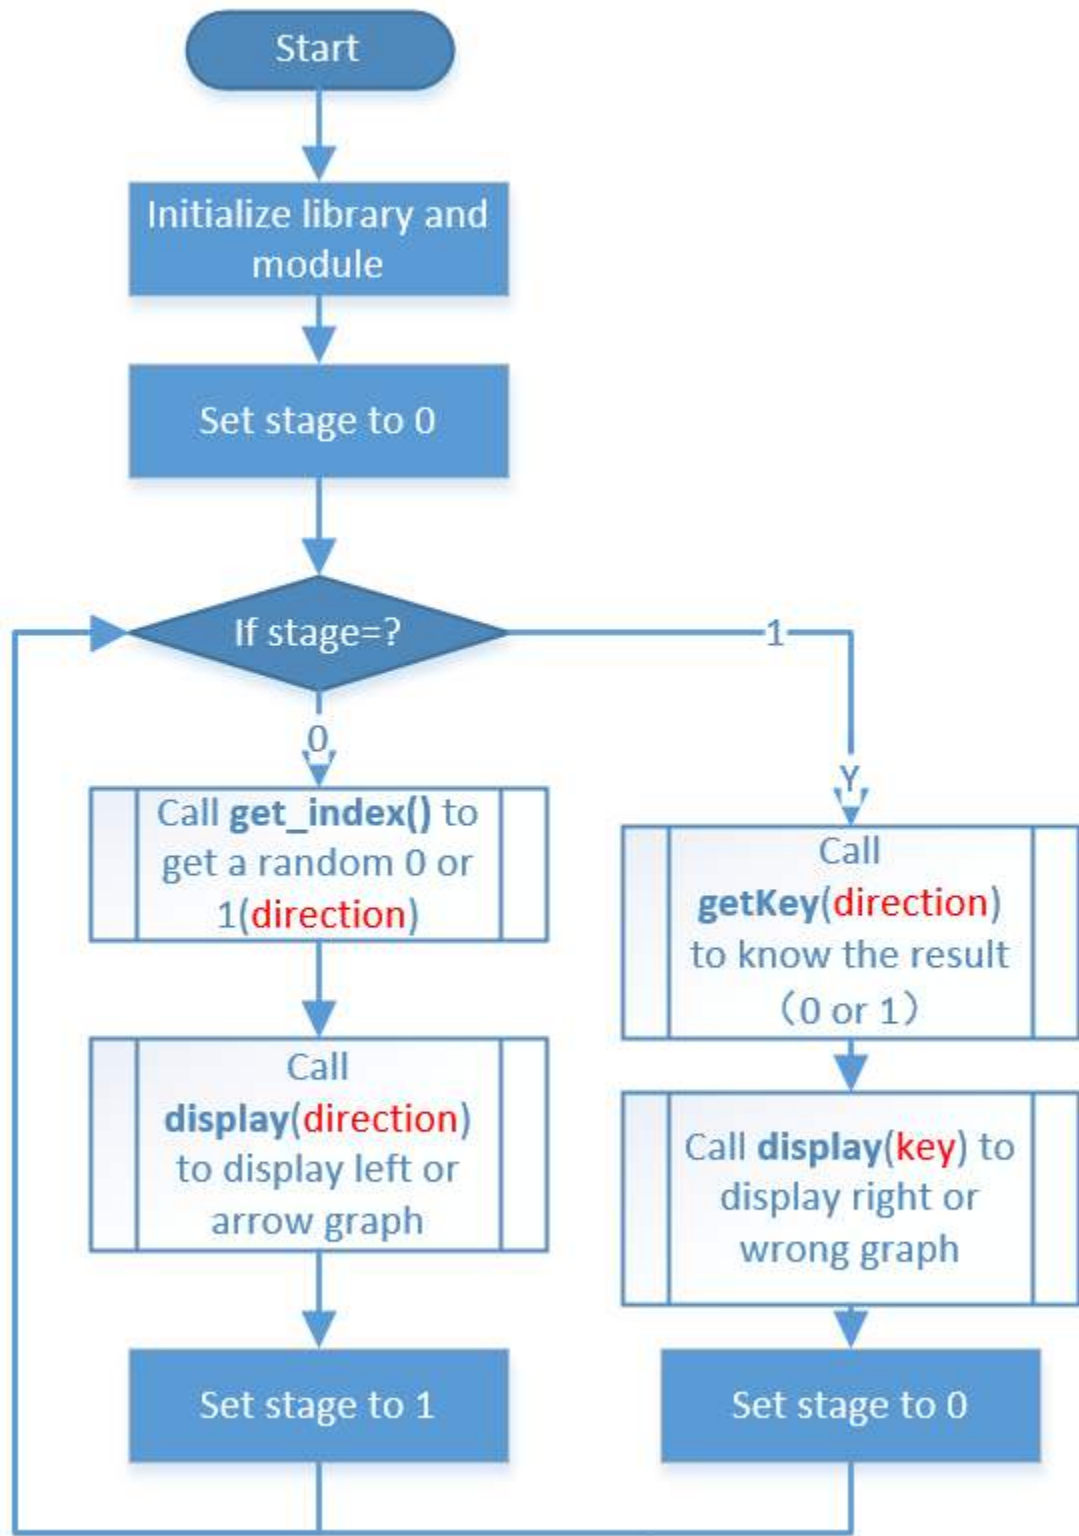 Start
Initialize library and
module
Set stage to 0
If stage=?
1
0
Y
Call get_index() to
get a random 0 or
1(direction)
Call
display(direction)
to display left or
arrow graph
Set stage to 1
Call
getKey(direction)
to know the result
（0 or 1）
Call display(key) to
display right or
wrong graph
Set stage to 0